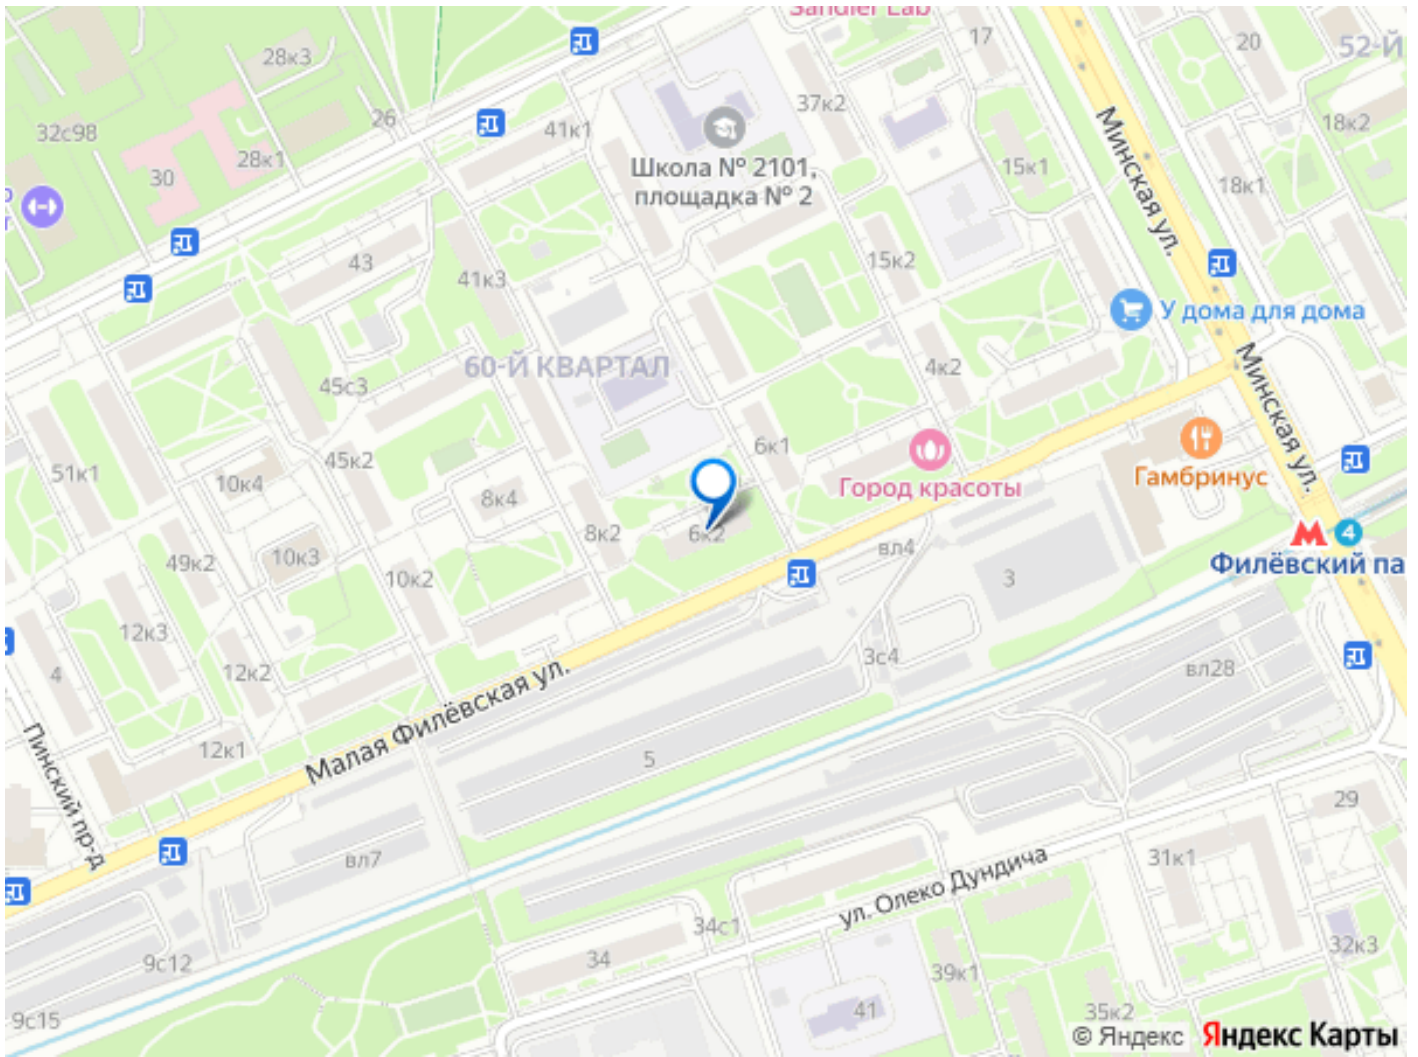 Sandler Lab
17
20
52-Й
28к3
37к2
32с98
26
41к1
18к2
28к1
30
Школа № 2101,
площадка № 2
15к1
18к1
Минская ул.
43
41к3
15к2
У дома для дома
60-Й КВАРТАЛ
4к2
45с3
Минская ул.
51к1
45к2
6к1
10к4
8к4
Город красоты
Гамбринус
8к2
6к2
вл4
4
Филёвский па
49к2
10к3
10к2
3
12к3
12к2
4
3с4
вл28
Малая Филёвская ул.
12к1
5
Пинский пр-д
29
вл7
31к1
ул. Олеко Дундича
34с1
9с12
34
39к1
32к3
9с15
41
35к2
© Яндекс Яндекс Карты